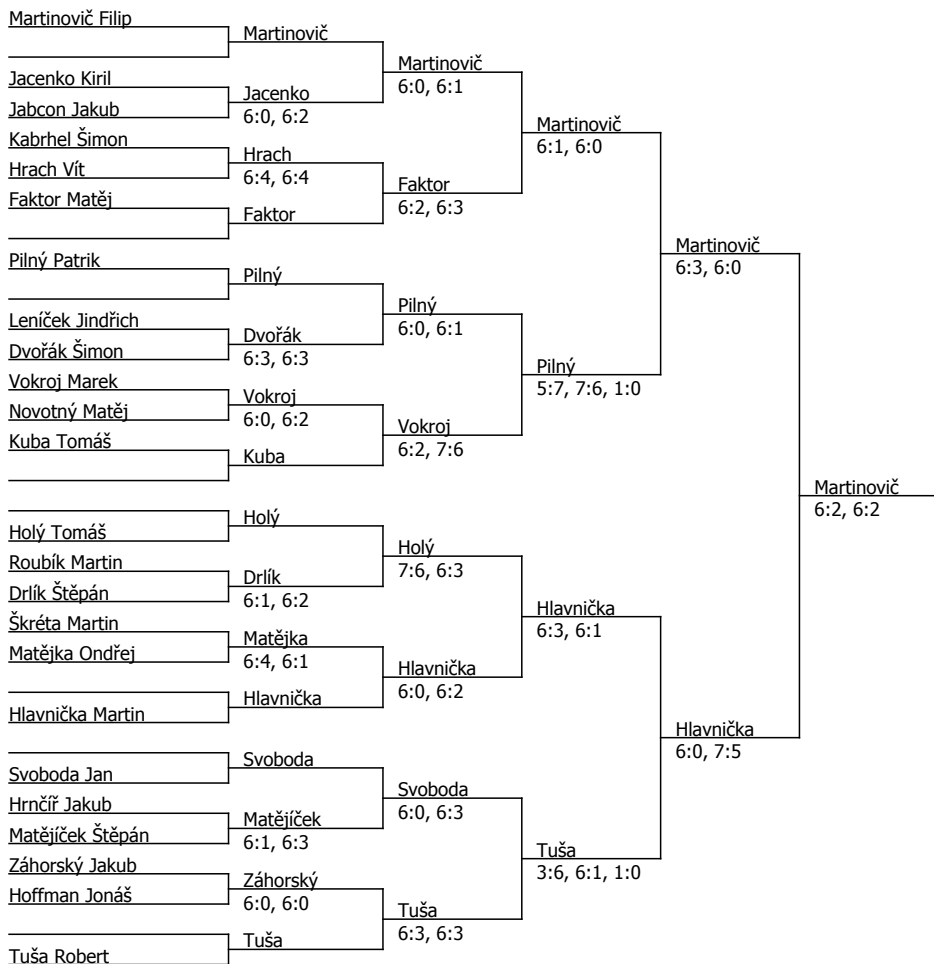 Martinovič Filip
Jacenko Kiril
Jabcon Jakub
Kabrhel Šimon
Hrach Vít
Faktor Matěj
Pilný Patrik
Leníček Jindřich
Dvořák Šimon
Vokroj Marek
Novotný Matěj
Kuba Tomáš
Holý Tomáš
Roubík Martin
Drlík Štěpán
Škréta Martin
Matějka Ondřej
Hlavnička Martin
Svoboda Jan
Hrnčíř Jakub
Matějíček Štěpán
Záhorský Jakub
Hoffman Jonáš
Tuša Robert
Martinovič
Jacenko
6:0, 6:2
Hrach
6:4, 6:4
Faktor
Pilný
Dvořák
6:3, 6:3
Vokroj
6:0, 6:2
Kuba
Holý
Drlík
6:1, 6:2
Matějka
6:4, 6:1
Hlavnička
Svoboda
Matějíček
6:1, 6:3
Záhorský
6:0, 6:0
Tuša
Martinovič
6:0, 6:1
Faktor
6:2, 6:3
Pilný
6:0, 6:1
Vokroj
6:2, 7:6
Holý
7:6, 6:3
Hlavnička
6:0, 6:2
Svoboda
6:0, 6:3
Tuša
6:3, 6:3
Martinovič
6:1, 6:0
Pilný
5:7, 7:6, 1:0
Hlavnička
6:3, 6:1
Tuša
3:6, 6:1, 1:0
Martinovič
6:3, 6:0
Hlavnička
6:0, 7:5
Martinovič
6:2, 6:2